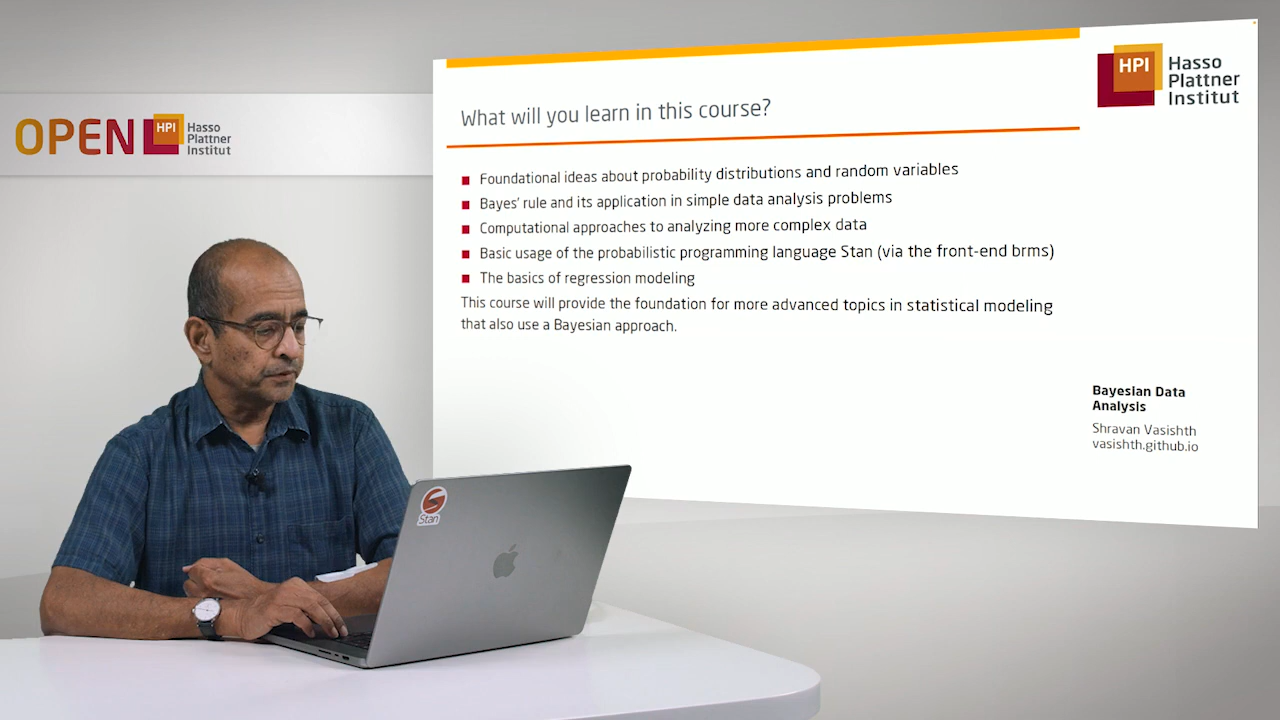 OPEN
HPI
Hasso
Plattner
Institut
What will you learn in this course?
Foundational ideas about probability distributions and random variables
Bayes' rule and its application in simple data analysis problems
Computational approaches to analyzing more complex data
Basic usage of the probabilistic programming language Stan (via the front-end brms)
The basics of regression modeling
This course will provide the foundation for more advanced topics in statistical modeling
that also use a Bayesian approach.
HPI
Hasso
Plattner
Institut
Bayesian Data
Analysis
Shravan Vasishth
vasishth.github.io
Stan